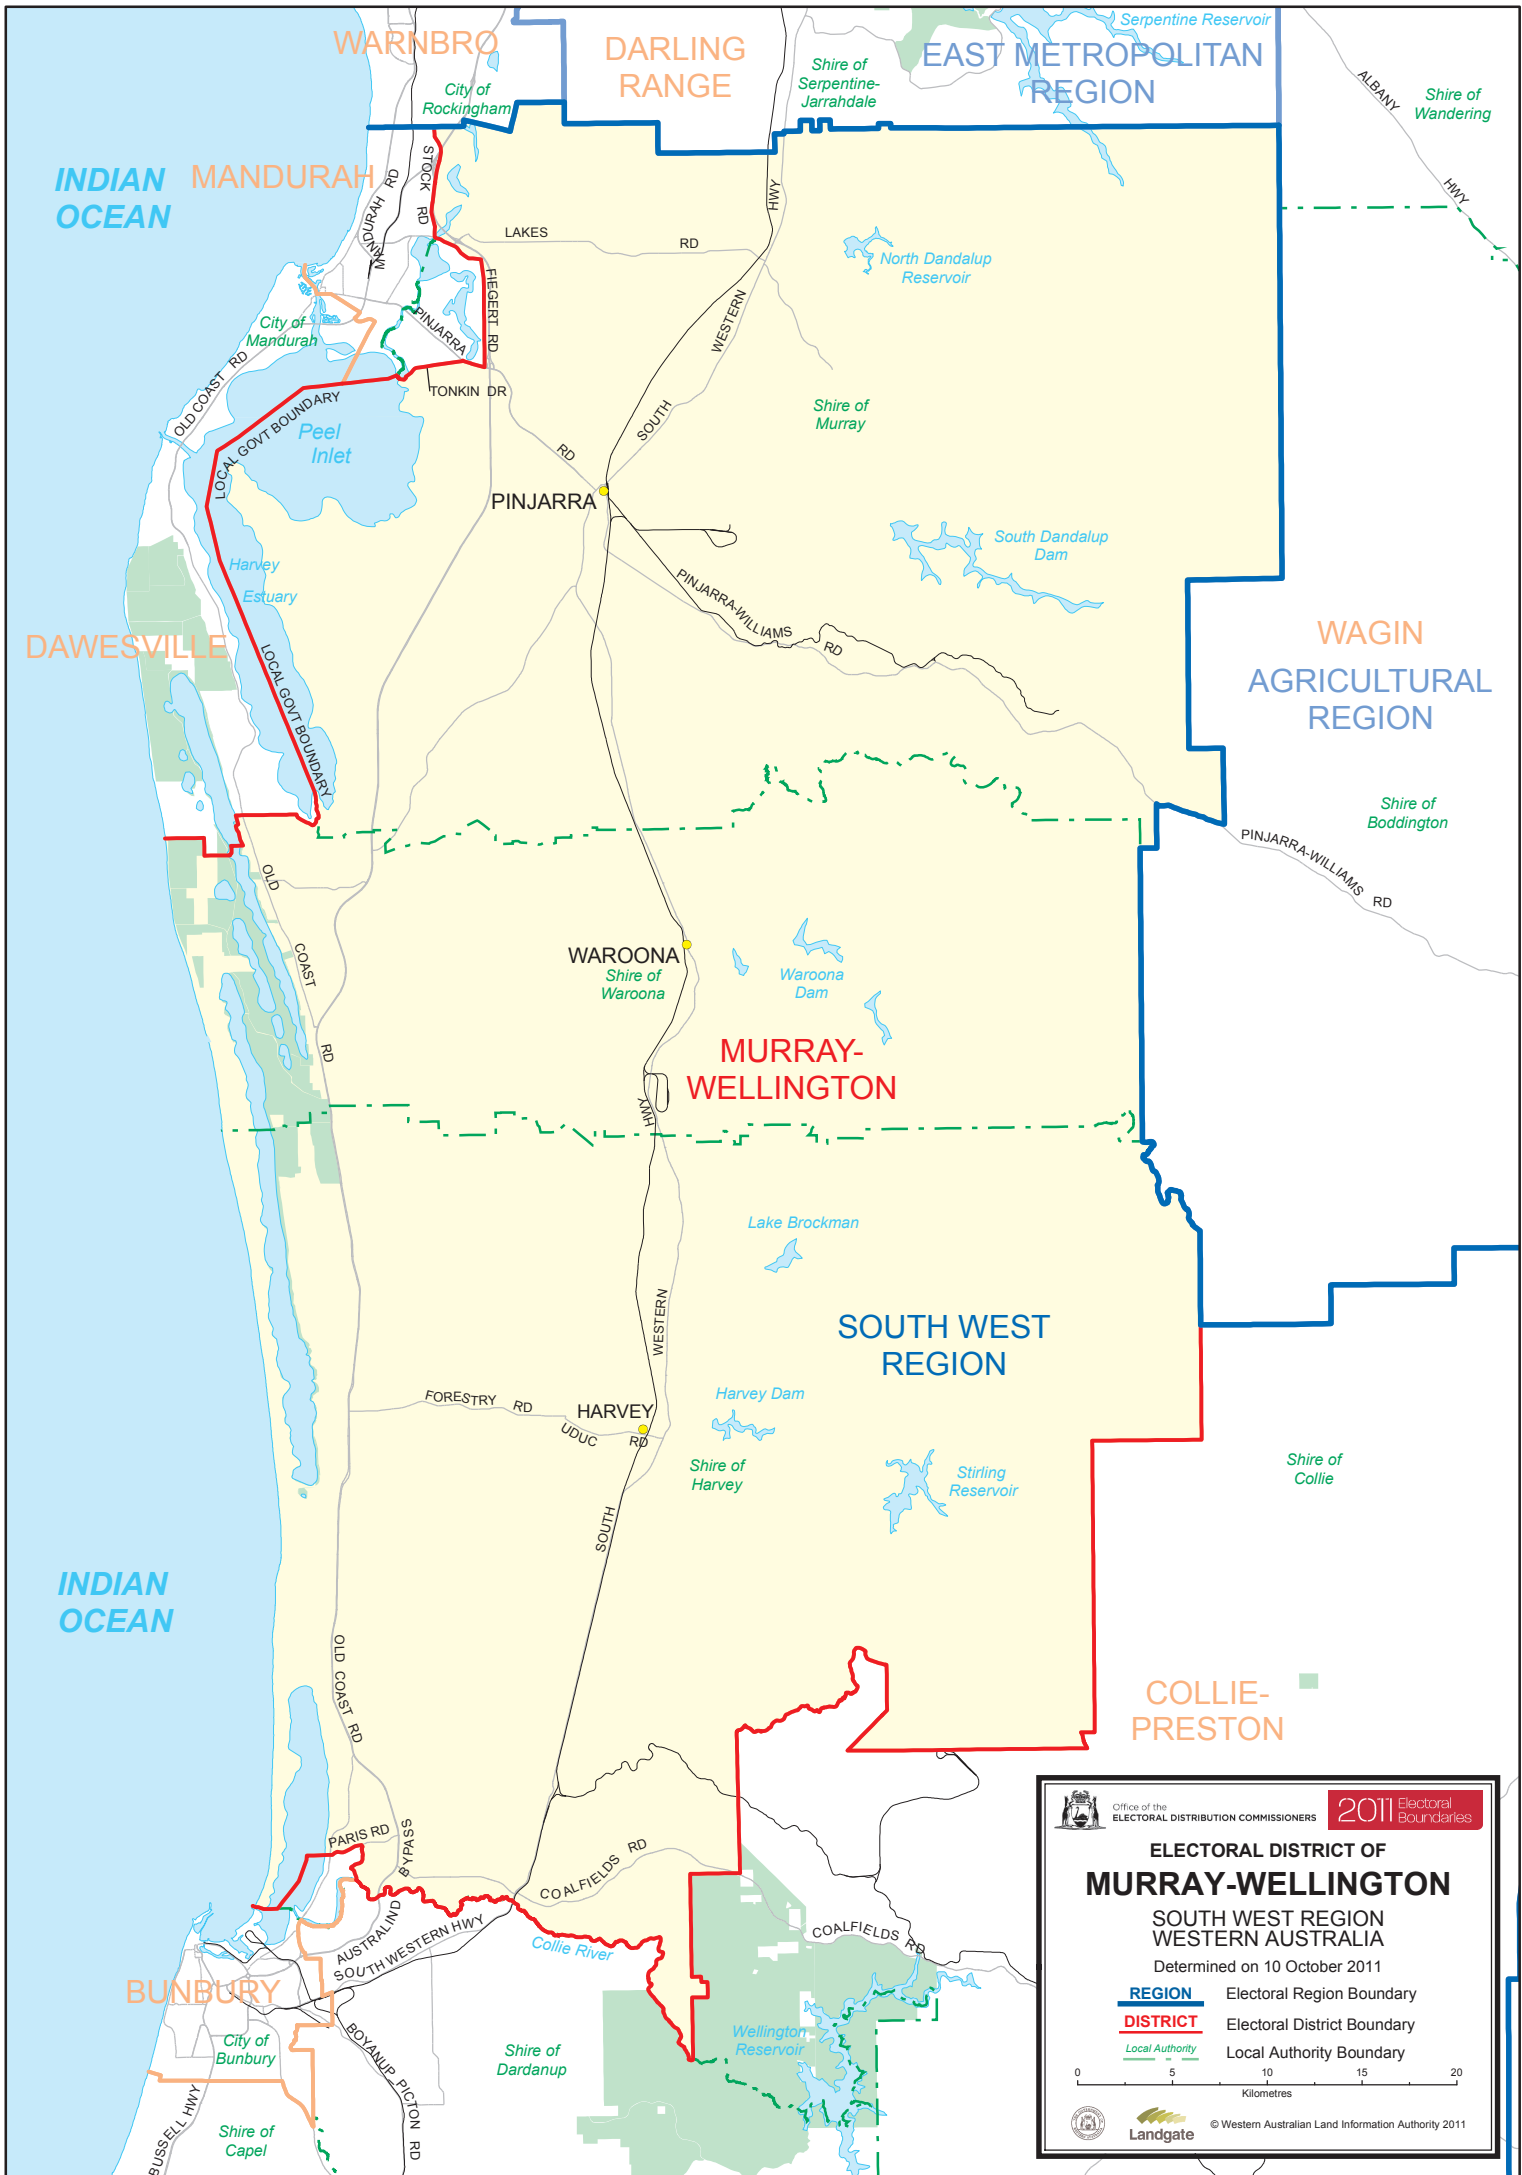 WARNBRO
DARLING
RANGE
Shire of
Serpentine-
Jarrahdale
EAST METROPOLITAN
REGION
Serpentine Reservoir
City of
Rockingham
ALBANY
HWY
Shire of
Wandering
INDIAN
OCEAN
MANDURAH
MANDURAH RD
STOCK RD
HWY
LAKES RD
North Dandalup
Reservoir
FIEGERT RD
City of
Mandurah
PINJARRA
WESTERN
OLD COAST RD
TONKIN DR
LOCAL GOVT BOUNDARY
Peel
Inlet
RD
SOUTH
Shire of
Murray
PINJARRA
South Dandalup
Dam
Harvey
Estuary
PINJARRA-WILLIAMS
RD
DAWESVILLE
LOCAL GOVT BOUNDARY
WAGIN
AGRICULTURAL
REGION
Shire of
Boddington
PINJARRA-WILLIAMS
RD
OLD
COAST
RD
WAROONA
Shire of
Waroona
Waroona
Dam
MURRAY-
WELLINGTON
HWY
Lake Brockman
WESTERN
SOUTH WEST
REGION
FORESTRY RD
HARVEY
UDUC RD
Harvey Dam
Shire of
Harvey
Stirling
Reservoir
Shire of
Collie
SOUTH
INDIAN
OCEAN
OLD COAST RD
COLLIE-
PRESTON
PARIS RD
BYPASS
COALFIELDS RD
AUSTRALIND
SOUTH WESTERN HWY
Collie River
COALFIELDS RD
BUNBURY
City of
Bunbury
BOYANUP PICTON RD
Shire of
Dardanup
Wellington
Reservoir
BUSSELL HWY
Shire of
Capel
Office of the
ELECTORAL DISTRIBUTION COMMISSIONERS
2011 Electoral
Boundaries
ELECTORAL DISTRICT OF
MURRAY-WELLINGTON
SOUTH WEST REGION
WESTERN AUSTRALIA
Determined on 10 October 2011
REGION Electoral Region Boundary
DISTRICT Electoral District Boundary
Local Authority Local Authority Boundary
0 5 10 15 20
Kilometres
Landgate
© Western Australian Land Information Authority 2011